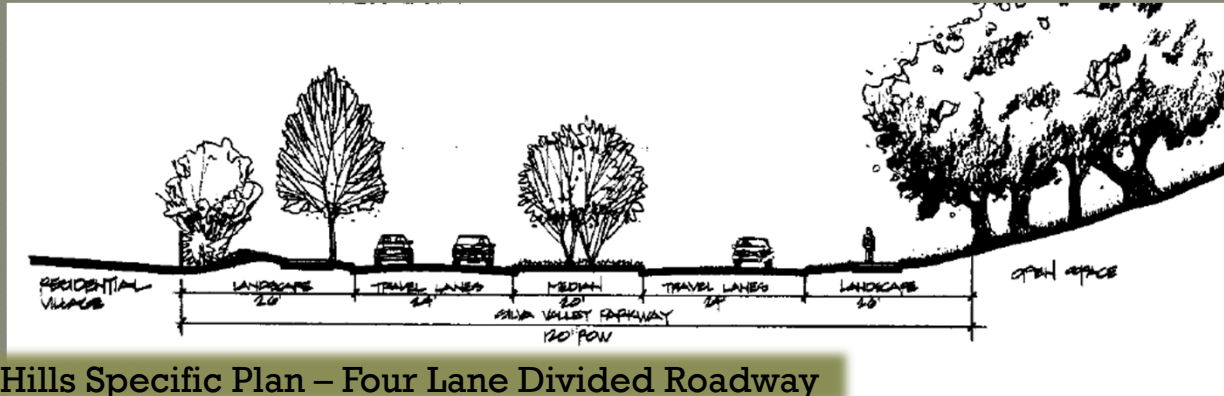 RESIDENTIAL
VILLAGE
LANDSCAPE
26'
TRAVEL LANES
24'
MEDIAN
20'
TRAVEL LANES
24'
LANDSCAPE
26'
OPEN SPACE
SILVA VALLEY PARKWAY
120' ROW
Hills Specific Plan – Four Lane Divided Roadway